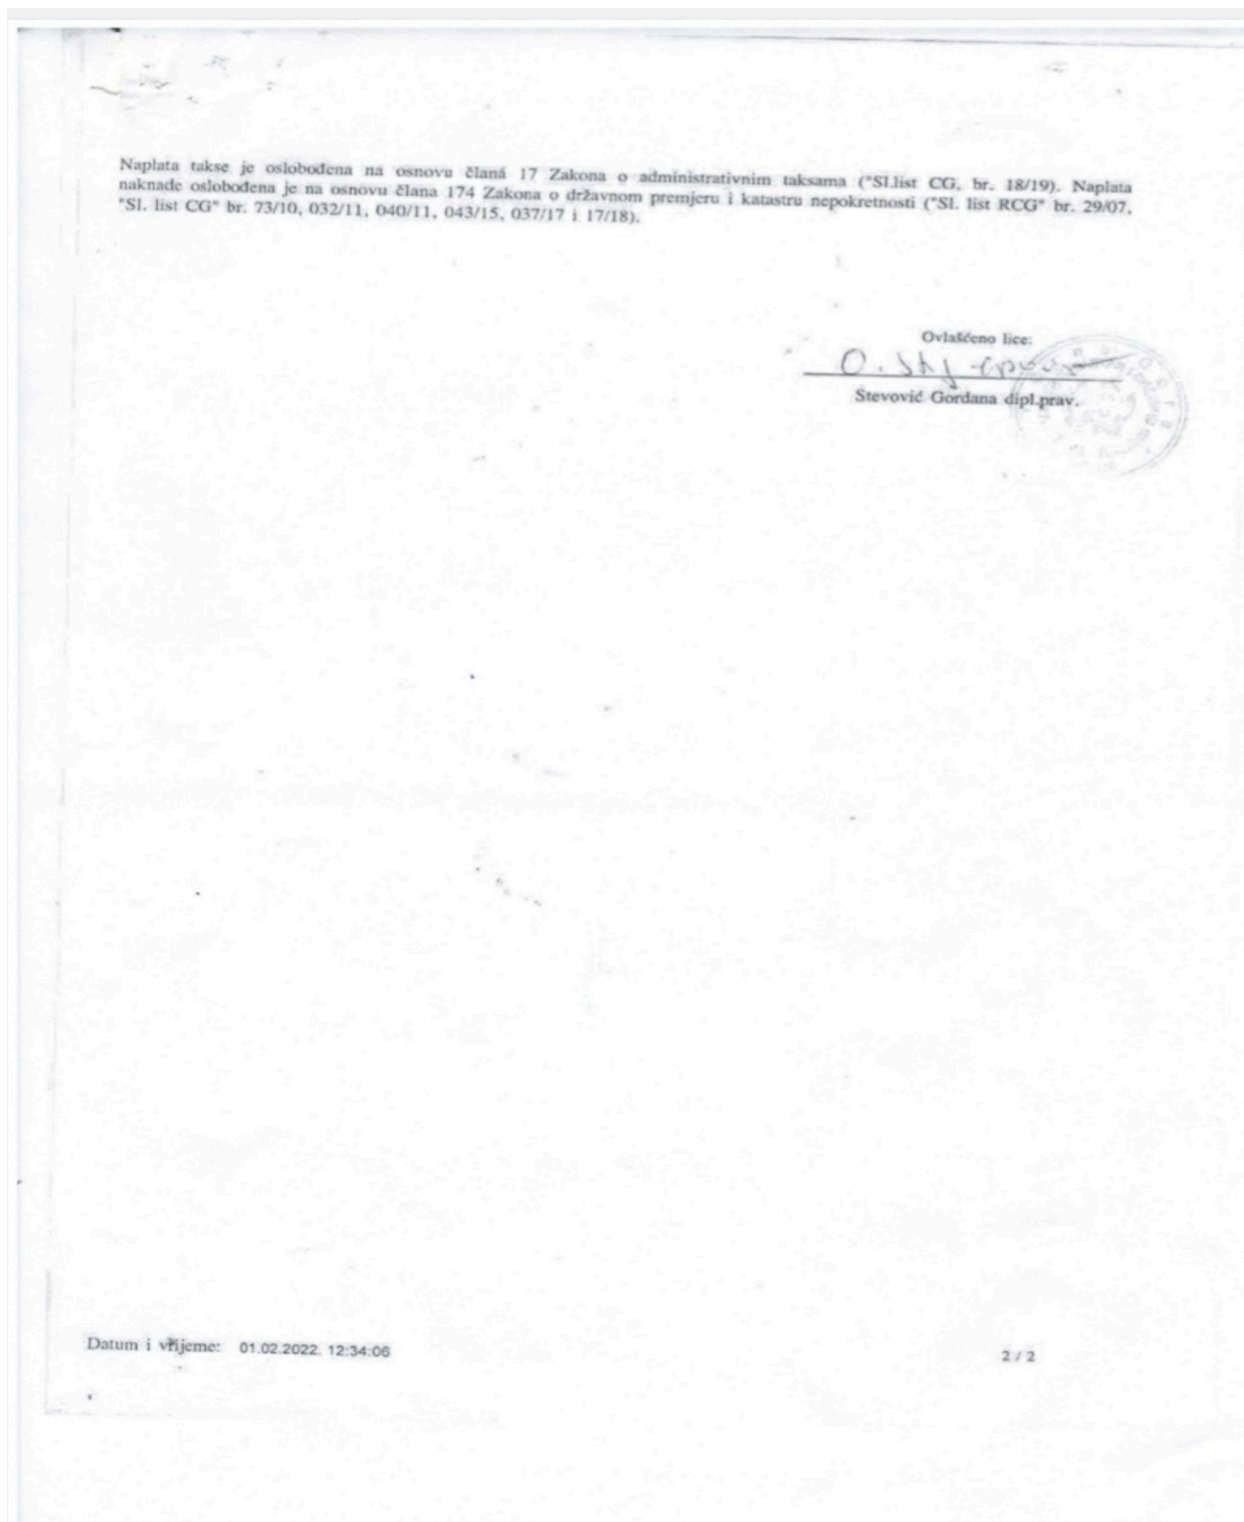 Naplata takse je oslobođena na osnovu članá 17 Zakona o administrativnim taksama ("Sl.list CG, br. 18/19). Naplata
naknade oslobođena je na osnovu člana 174 Zakona o državnom premjeru i katastru nepokretnosti ("Sl. list RCG" br. 29/07,
"Sl. list CG" br. 73/10, 032/11, 040/11, 043/15, 037/17 i 17/18).
Ovlašćeno lice:
Stevović Gordana dipl.prav.
Datum i vrijeme: 01.02.2022. 12:34:06
2 / 2